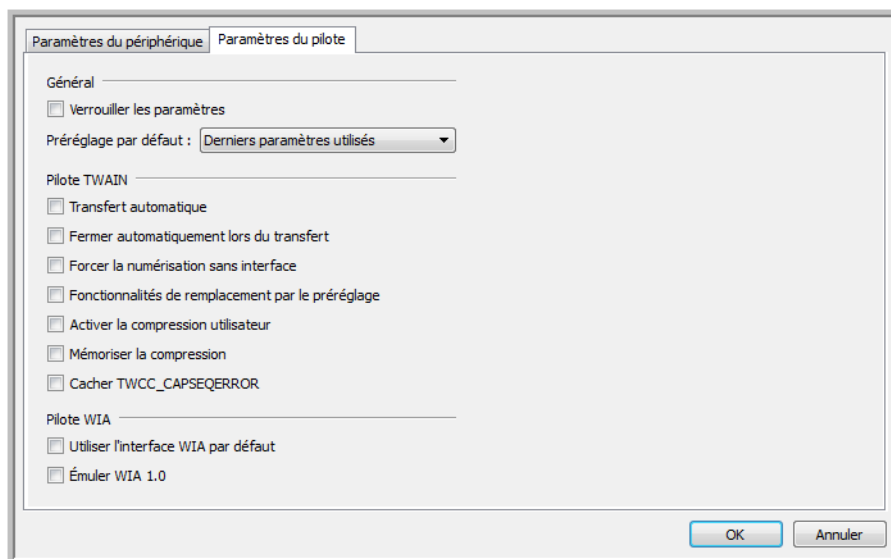 Paramètres du périphérique Paramètres du pilote
Général
Verrouiller les paramètres
Préréglage par défaut : Derniers paramètres utilisés
Pilote TWAIN
Transfert automatique
Fermer automatiquement lors du transfert
Forcer la numérisation sans interface
Fonctionnalités de remplacement par le préréglage
Activer la compression utilisateur
Mémoriser la compression
Cacher TWCC_CAPSEQERROR
Pilote WIA
Utiliser l'interface WIA par défaut
Émuler WIA 1.0
OK Annuler